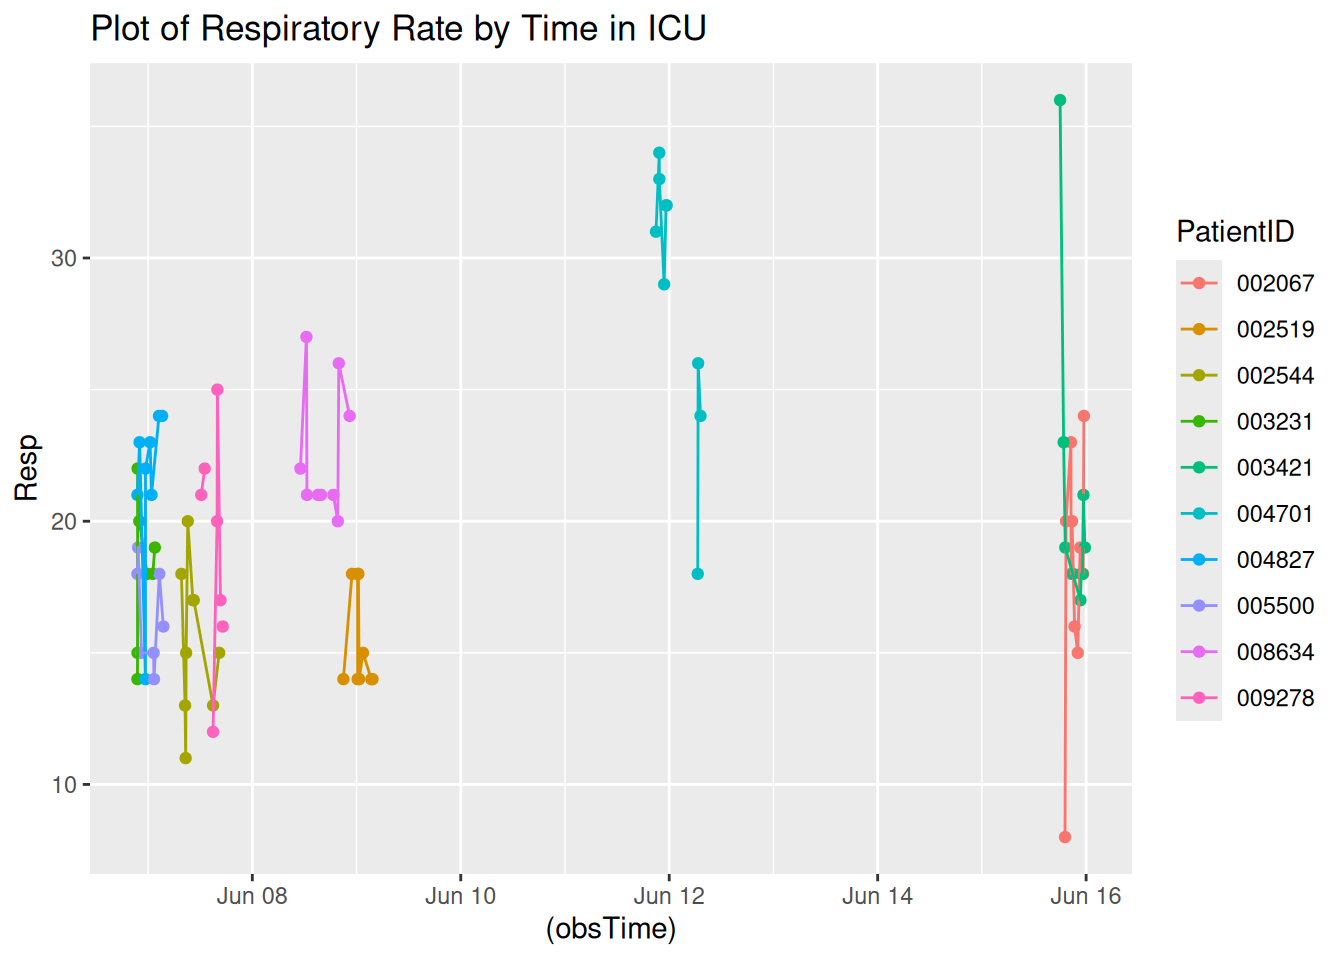 Plot of Respiratory Rate by Time in ICU
Resp
30
20
10
Jun 08 Jun 10 Jun 12 Jun 14 Jun 16
(obsTime)
PatientID
002067
002519
002544
003231
003421
004701
004827
005500
008634
009278